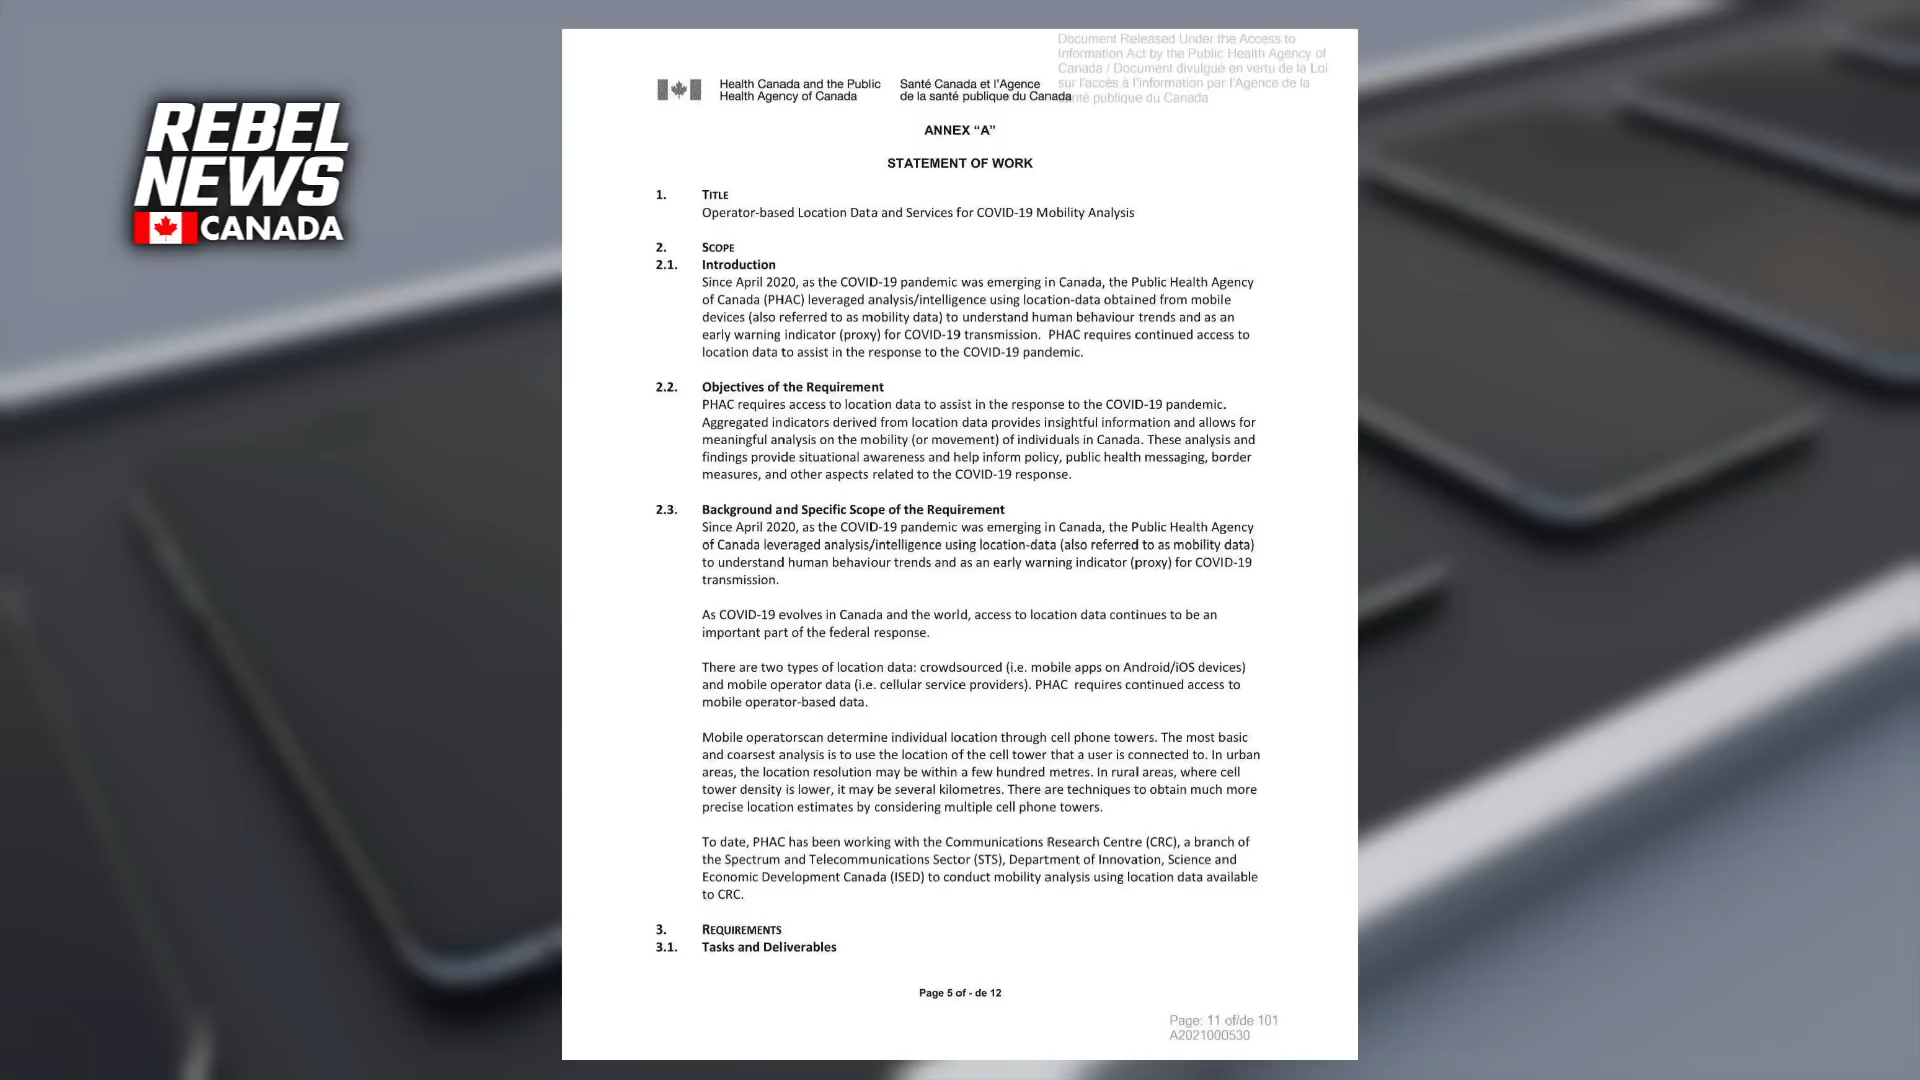 REBEL
NEWS
CANADA
Document Released Under the Access to
Information Act by the Public Health Agency of
Canada / Document divulgué en vertu de la Loi
sur l'accès à l'information par l'Agence de la
santé publique du Canada
Health Canada and the Public
Health Agency of Canada
Santé Canada et l'Agence
de la santé publique du Canada
ANNEX “A”
STATEMENT OF WORK
1. TITLE
Operator-based Location Data and Services for COVID-19 Mobility Analysis
2. SCOPE
2.1. Introduction
Since April 2020, as the COVID-19 pandemic was emerging in Canada, the Public Health Agency
of Canada (PHAC) leveraged analysis/intelligence using location-data obtained from mobile
devices (also referred to as mobility data) to understand human behaviour trends and as an
early warning indicator (proxy) for COVID-19 transmission. PHAC requires continued access to
location data to assist in the response to the COVID-19 pandemic.
2.2. Objectives of the Requirement
PHAC requires access to location data to assist in the response to the COVID-19 pandemic.
Aggregated indicators derived from location data provides insightful information and allows for
meaningful analysis on the mobility (or movement) of individuals in Canada. These analysis and
findings provide situational awareness and help inform policy, public health messaging, border
measures, and other aspects related to the COVID-19 response.
2.3. Background and Specific Scope of the Requirement
Since April 2020, as the COVID-19 pandemic was emerging in Canada, the Public Health Agency
of Canada leveraged analysis/intelligence using location-data (also referred to as mobility data)
to understand human behaviour trends and as an early warning indicator (proxy) for COVID-19
transmission.
As COVID-19 evolves in Canada and the world, access to location data continues to be an
important part of the federal response.
There are two types of location data: crowdsourced (i.e. mobile apps on Android/iOS devices)
and mobile operator data (i.e. cellular service providers). PHAC requires continued access to
mobile operator-based data.
Mobile operatorscan determine individual location through cell phone towers. The most basic
and coarsest analysis is to use the location of the cell tower that a user is connected to. In urban
areas, the location resolution may be within a few hundred metres. In rural areas, where cell
tower density is lower, it may be several kilometres. There are techniques to obtain much more
precise location estimates by considering multiple cell phone towers.
To date, PHAC has been working with the Communications Research Centre (CRC), a branch of
the Spectrum and Telecommunications Sector (STS), Department of Innovation, Science and
Economic Development Canada (ISED) to conduct mobility analysis using location data available
to CRC.
3. REQUIREMENTS
3.1. Tasks and Deliverables
Page 5 of - de 12
Page: 11 of/de 101
A2021000530